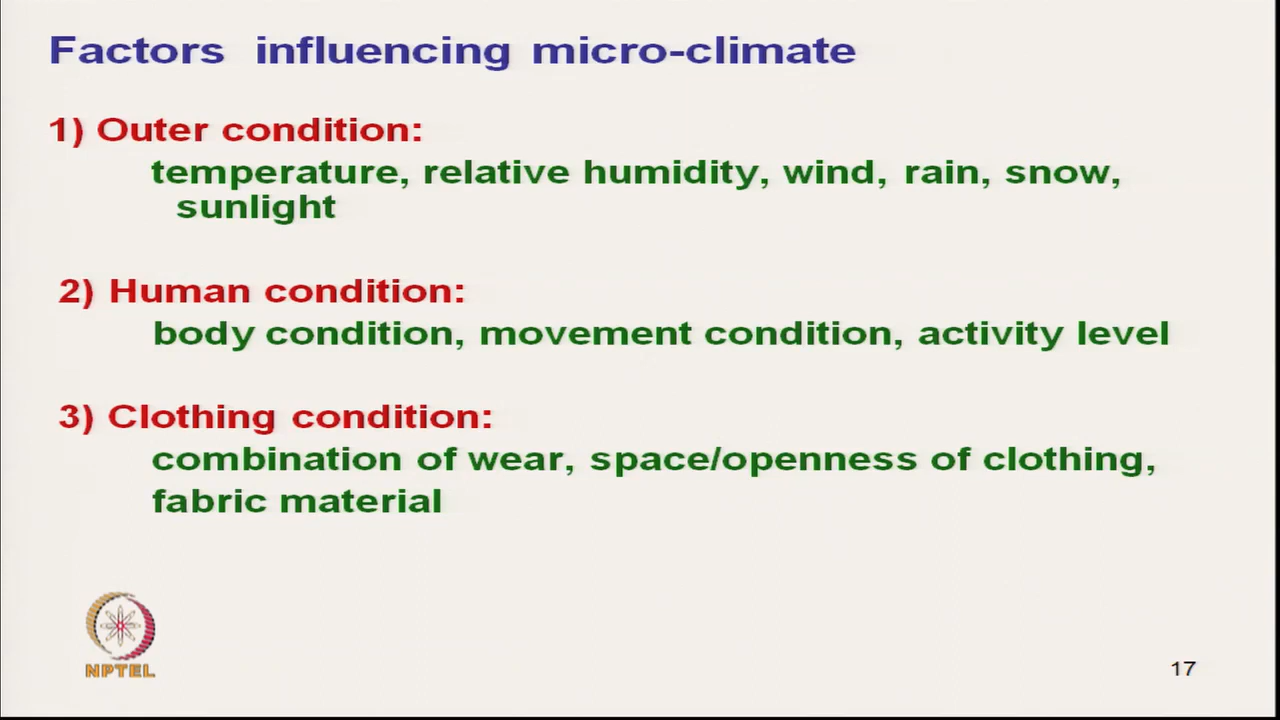 Factors influencing micro-climate
1) Outer condition:
temperature, relative humidity, wind, rain, snow,
sunlight
2) Human condition:
body condition, movement condition, activity level
3) Clothing condition:
combination of wear, space/openness of clothing,
fabric material
NPTEL
17